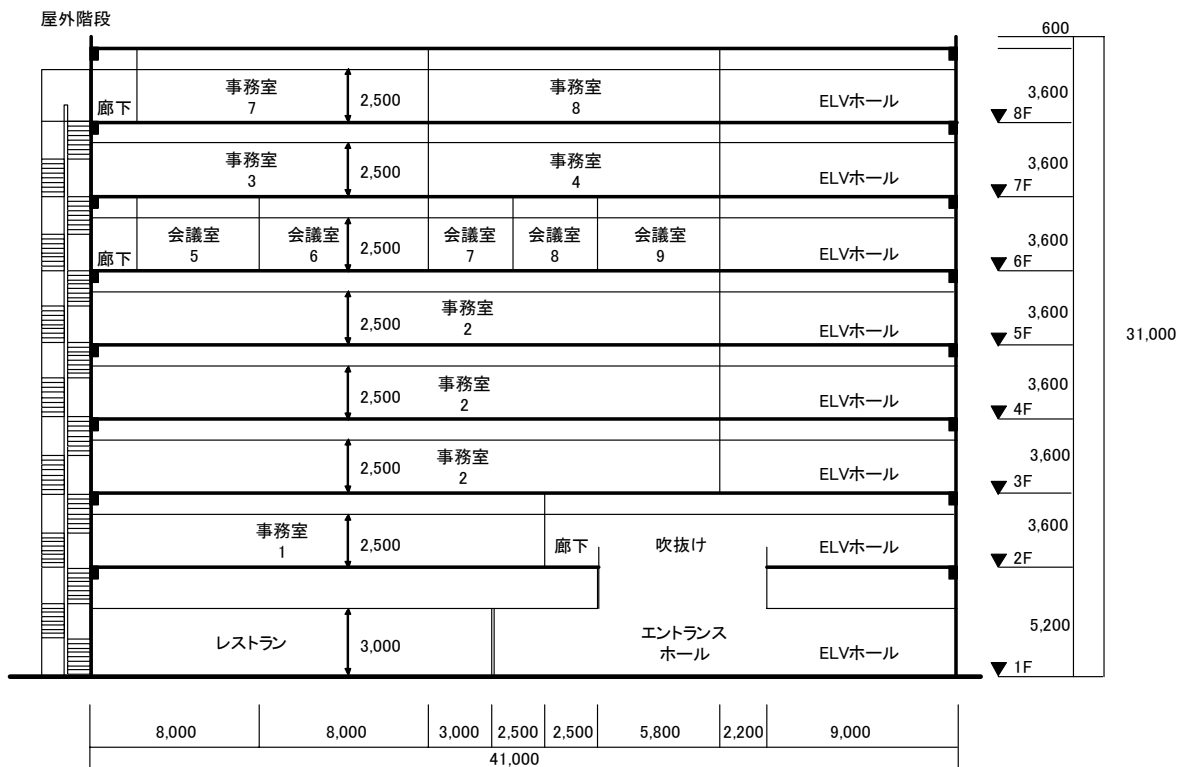 屋外階段
600
事務室
7
2,500
事務室
8
3,600
廊下
ELVホール
8F
事務室
3
2,500
事務室
4
3,600
ELVホール
7F
会議室
5
会議室
6
2,500
会議室
7
会議室
8
会議室
9
3,600
廊下
ELVホール
6F
事務室
2
2,500
3,600
ELVホール
5F
31,000
事務室
2
2,500
3,600
ELVホール
4F
事務室
2
2,500
3,600
ELVホール
3F
事務室
1
2,500
廊下
吹抜け
ELVホール
3,600
2F
レストラン
3,000
エントランス
ホール
ELVホール
5,200
1F
8,000
8,000
3,000
2,500
2,500
5,800
2,200
9,000
41,000